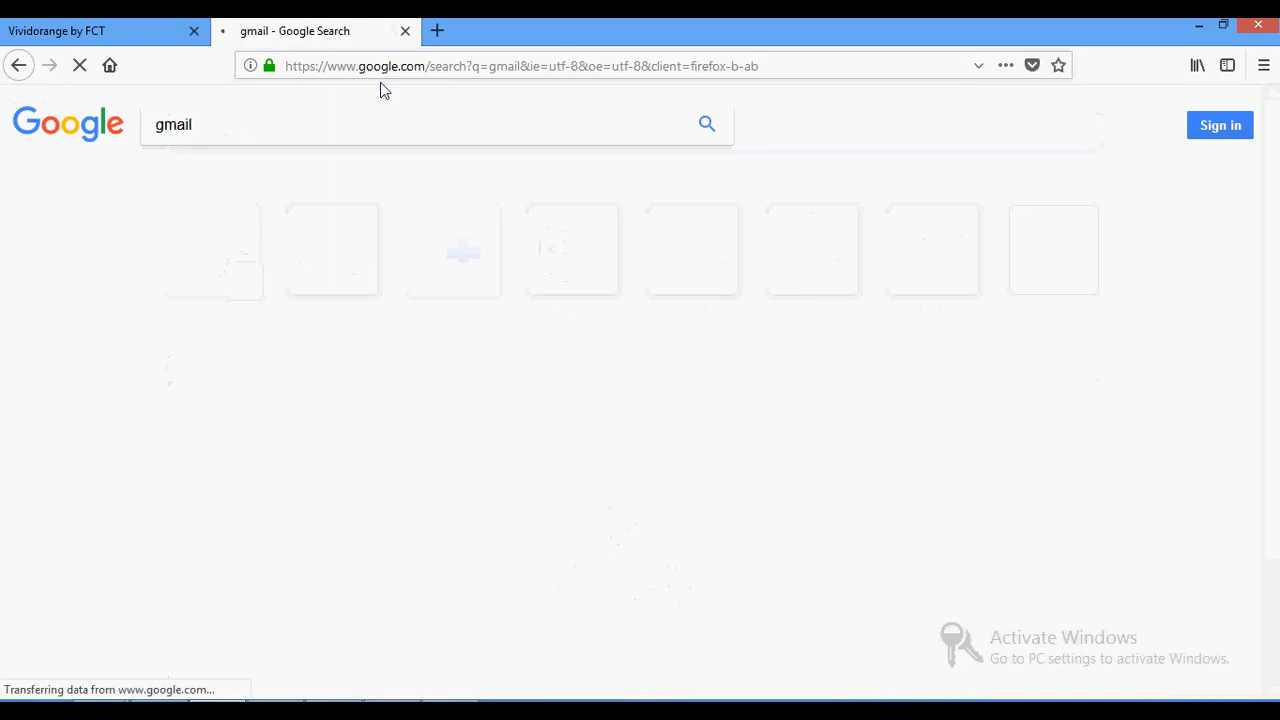 Vividorange by FCT
gmail - Google Search
https://www.google.com/search?q=gmail&ie=utf-8&oe=utf-8&client=firefox-b-ab
Google
gmail
Sign in
Activate Windows
Go to PC settings to activate Windows.
Transferring data from www.google.com...